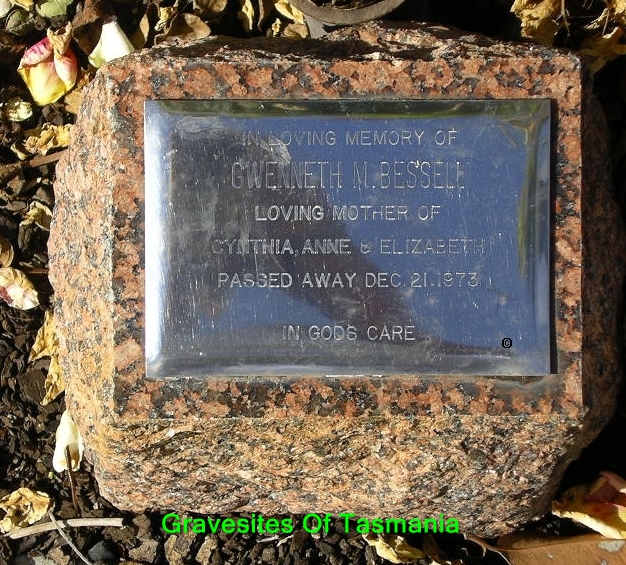 IN LOVING MEMORY OF
GWENNETH M. BESSELL
LOVING MOTHER OF
CYNTHIA, ANNE & ELIZABETH
PASSED AWAY DEC. 21. 1973
IN GODS CARE
©
Gravesites Of Tasmania